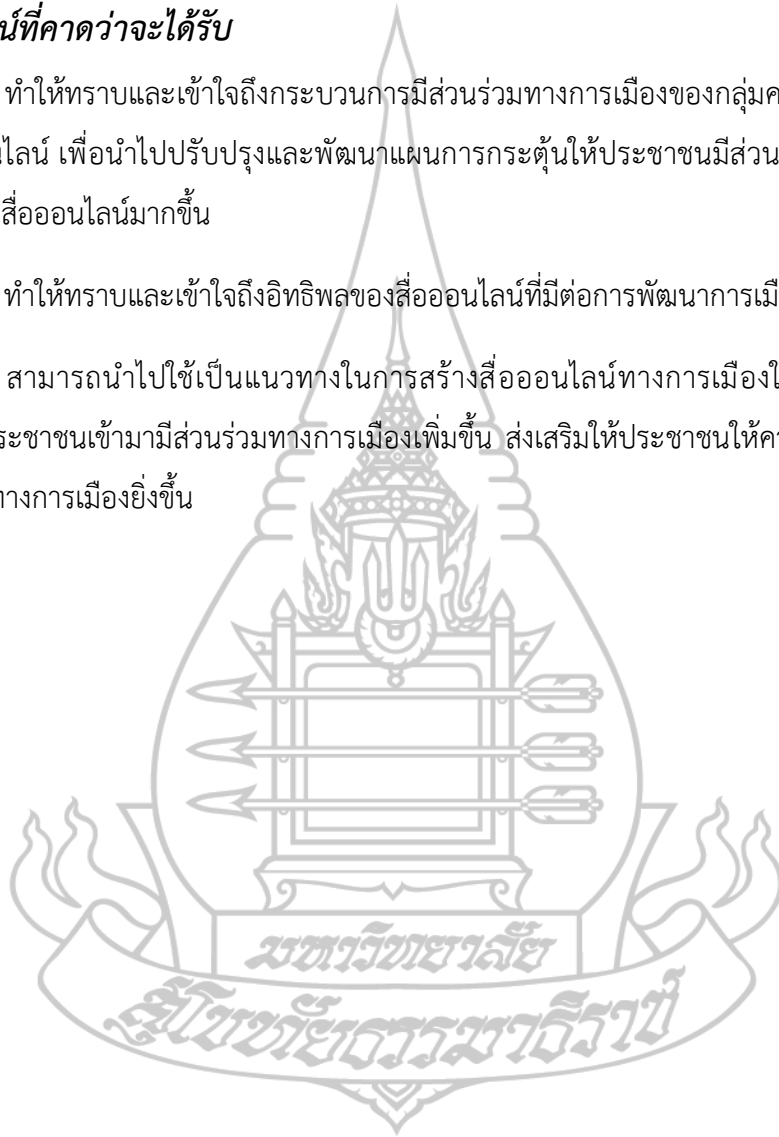 น์ที่คาดว่าจะได้รับ
ทำให้ทราบและเข้าใจถึงกระบวนการมีส่วนร่วมทางการเมืองของกลุ่มค
นไลน์ เพื่อนำไปปรับปรุงและพัฒนาแผนการกระตุ้นให้ประชาชนมีส่วน
สื่อออนไลน์มากขึ้น
ทำให้ทราบและเข้าใจถึงอิทธิพลของสื่อออนไลน์ที่มีต่อการพัฒนาการเมื
สามารถนำไปใช้เป็นแนวทางในการสร้างสื่อออนไลน์ทางการเมืองใ
ระชาชนเข้ามามีส่วนร่วมทางการเมืองเพิ่มขึ้น ส่งเสริมให้ประชาชนให้ค
ทางการเมืองยิ่งขึ้น
มหาวิทยาลัย
สุโขทัยธรรมาธิราช